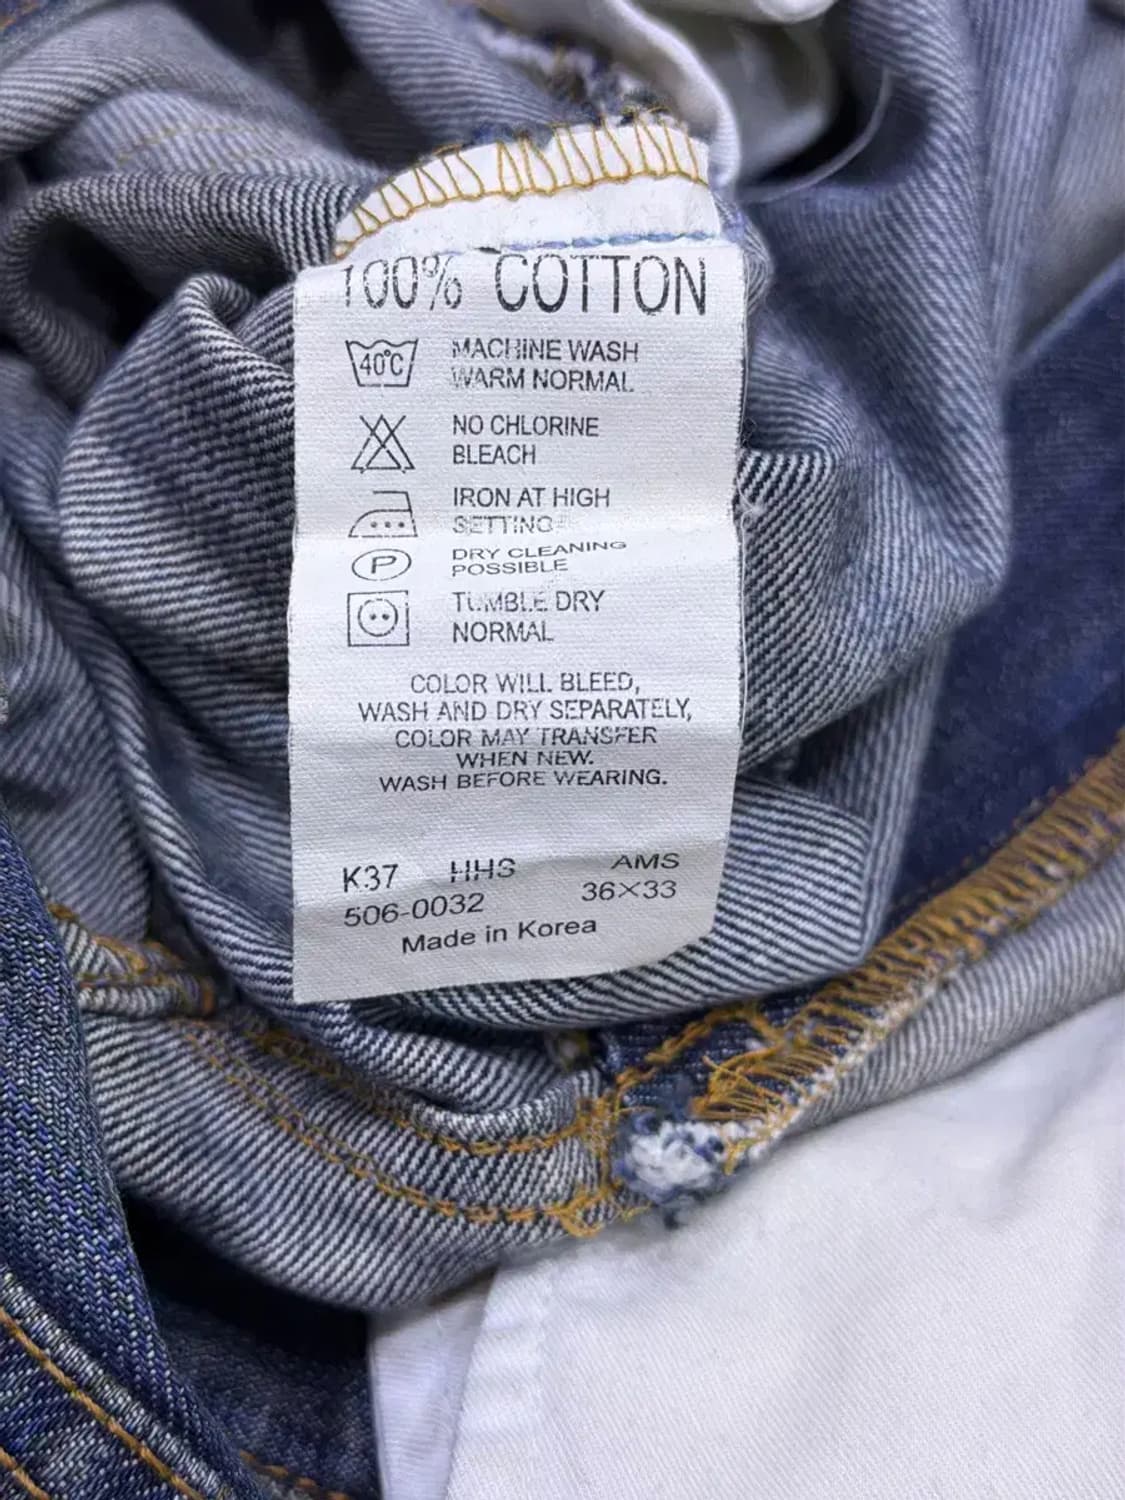 100% COTTON
40°C MACHINE WASH
WARM NORMAL
NO CHLORINE
BLEACH
IRON AT HIGH
SETTING
P DRY CLEANING
POSSIBLE
TUMBLE DRY
NORMAL
COLOR WILL BLEED,
WASH AND DRY SEPARATELY,
COLOR MAY TRANSFER
WHEN NEW.
WASH BEFORE WEARING.
K37 HHS AMS
506-0032 36×33
Made in Korea